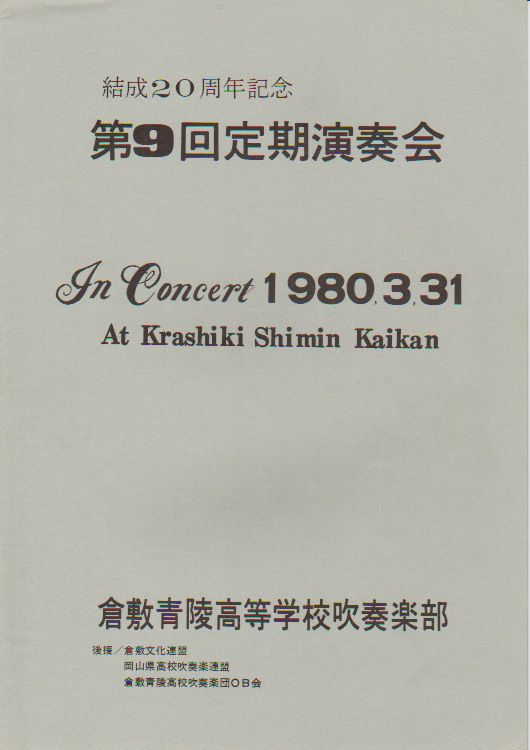 結成20周年記念
第9回定期演奏会
In Concert 1980,3,31
At Krashiki Shimin Kaikan
倉敷青陵高等学校吹奏楽部
後援/倉敷文化連盟
岡山県高校吹奏楽連盟
倉敷青陵高校吹奏楽団OB会